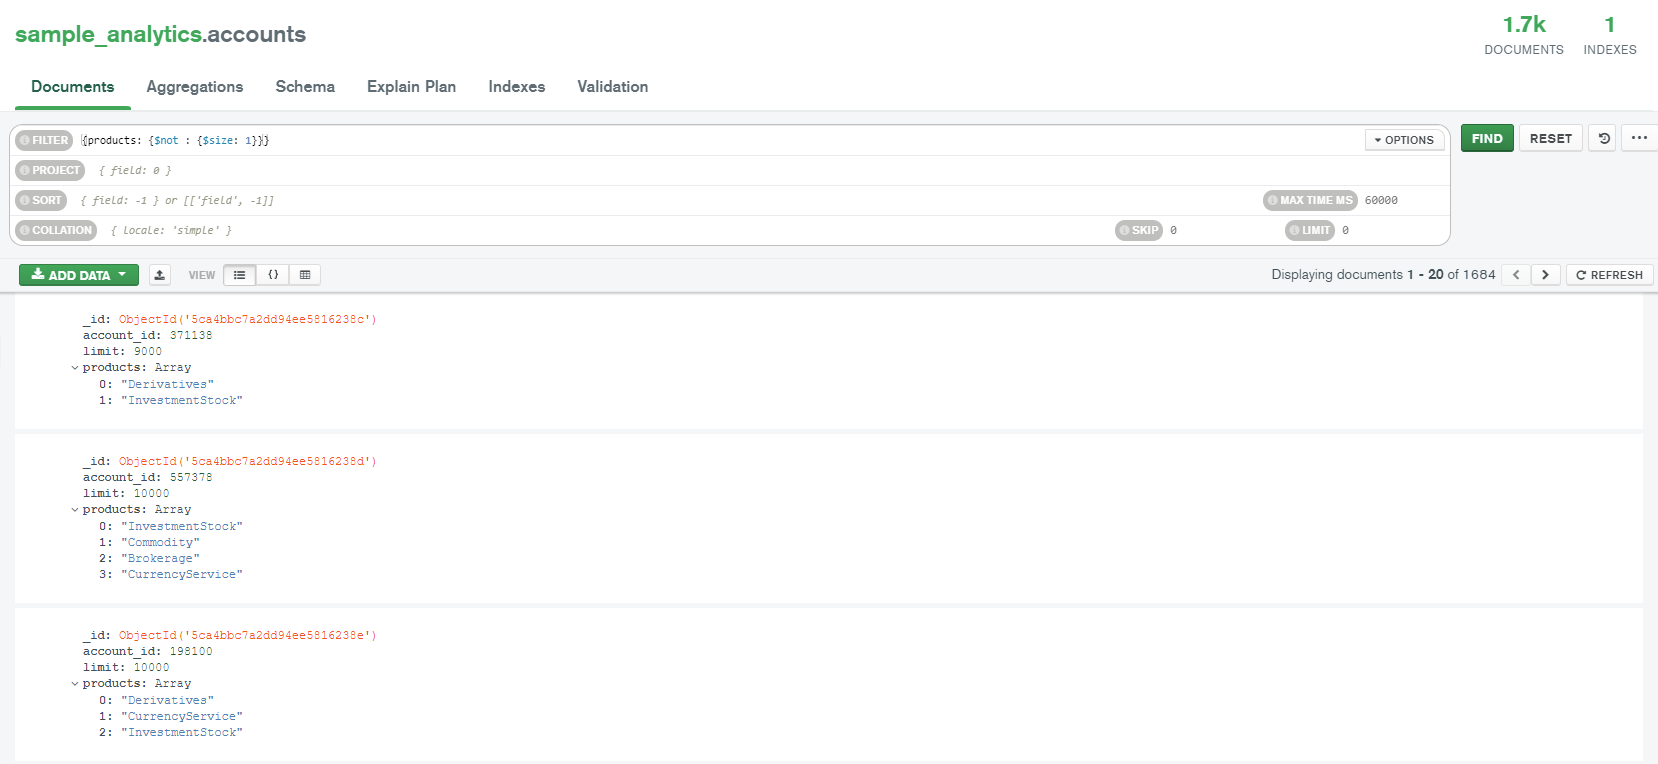 sample_analytics.accounts
1.7k
DOCUMENTS
1
INDEXES
Documents Aggregations Schema Explain Plan Indexes Validation
FILTER {products: {$not : {$size: 1}}} OPTIONS FIND RESET ...
PROJECT { field: 0 }
SORT { field: -1 } or [['field', -1]] MAX TIME MS 60000
COLLATION { locale: 'simple' } SKIP 0 LIMIT 0
ADD DATA VIEW {} Displaying documents 1 - 20 of 1684 < > REFRESH
_id: ObjectId('5ca4bbc7a2dd94ee5816238c')
account_id: 371138
limit: 9000
products: Array
0: "Derivatives"
1: "InvestmentStock"
_id: ObjectId('5ca4bbc7a2dd94ee5816238d')
account_id: 557378
limit: 10000
products: Array
0: "InvestmentStock"
1: "Commodity"
2: "Brokerage"
3: "CurrencyService"
_id: ObjectId('5ca4bbc7a2dd94ee5816238e')
account_id: 198100
limit: 10000
products: Array
0: "Derivatives"
1: "CurrencyService"
2: "InvestmentStock"